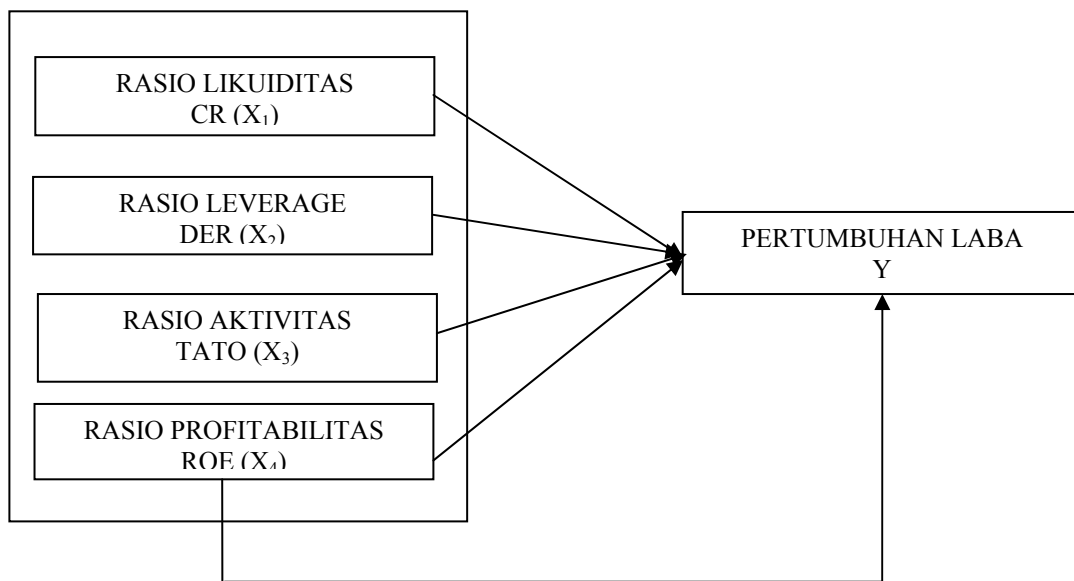 RASIO LIKUIDITAS
CR (X₁)
RASIO LEVERAGE
DER (X₂)
RASIO AKTIVITAS
TATO (X₃)
RASIO PROFITABILITAS
ROE (X₄)
PERTUMBUHAN LABA
Y